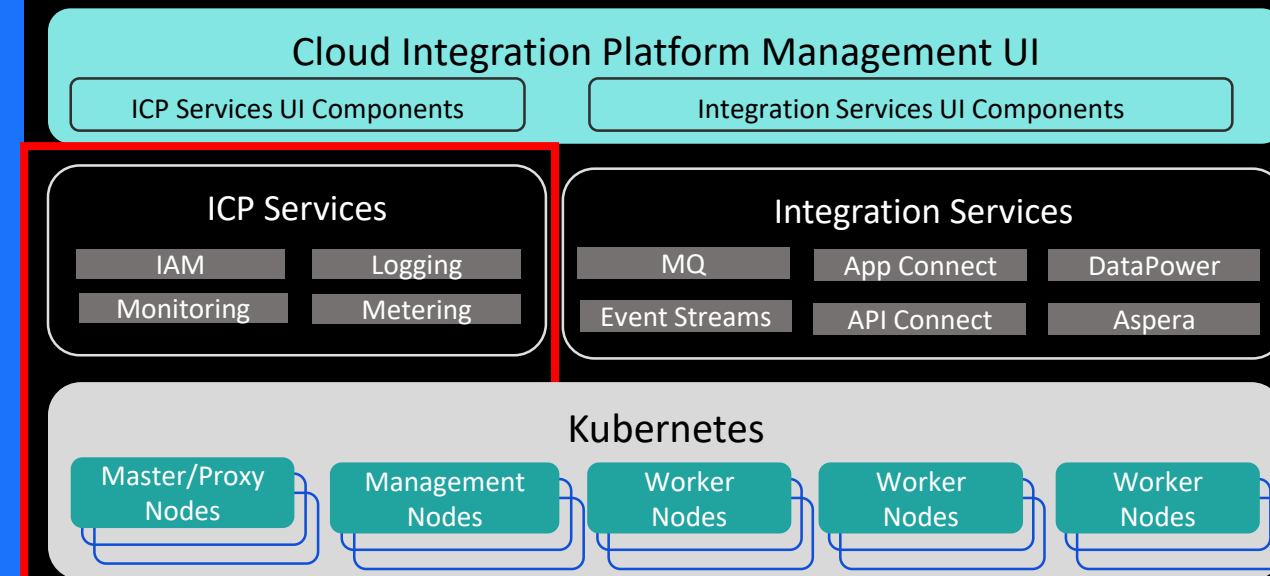 Cloud Integration Platform Management UI
ICP Services UI Components
Integration Services UI Components
ICP Services
IAM
Logging
Monitoring
Metering
Integration Services
MQ
App Connect
DataPower
Event Streams
API Connect
Aspera
Kubernetes
Master/Proxy
Nodes
Management
Nodes
Worker
Nodes
Worker
Nodes
Worker
Nodes